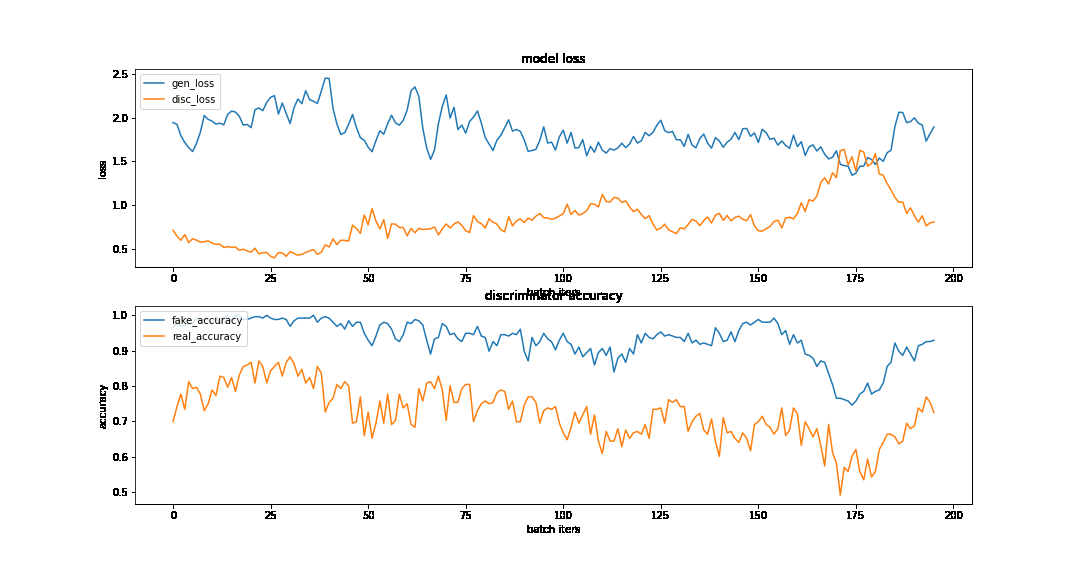 model loss
2.5
2.0
1.5
1.0
0.5
loss
gen_loss
disc_loss
0 25 50 75 100 125 150 175 200
batch iters
discriminator accuracy
1.0
0.9
0.8
0.7
0.6
0.5
accuracy
fake_accuracy
real_accuracy
0 25 50 75 100 125 150 175 200
batch iters